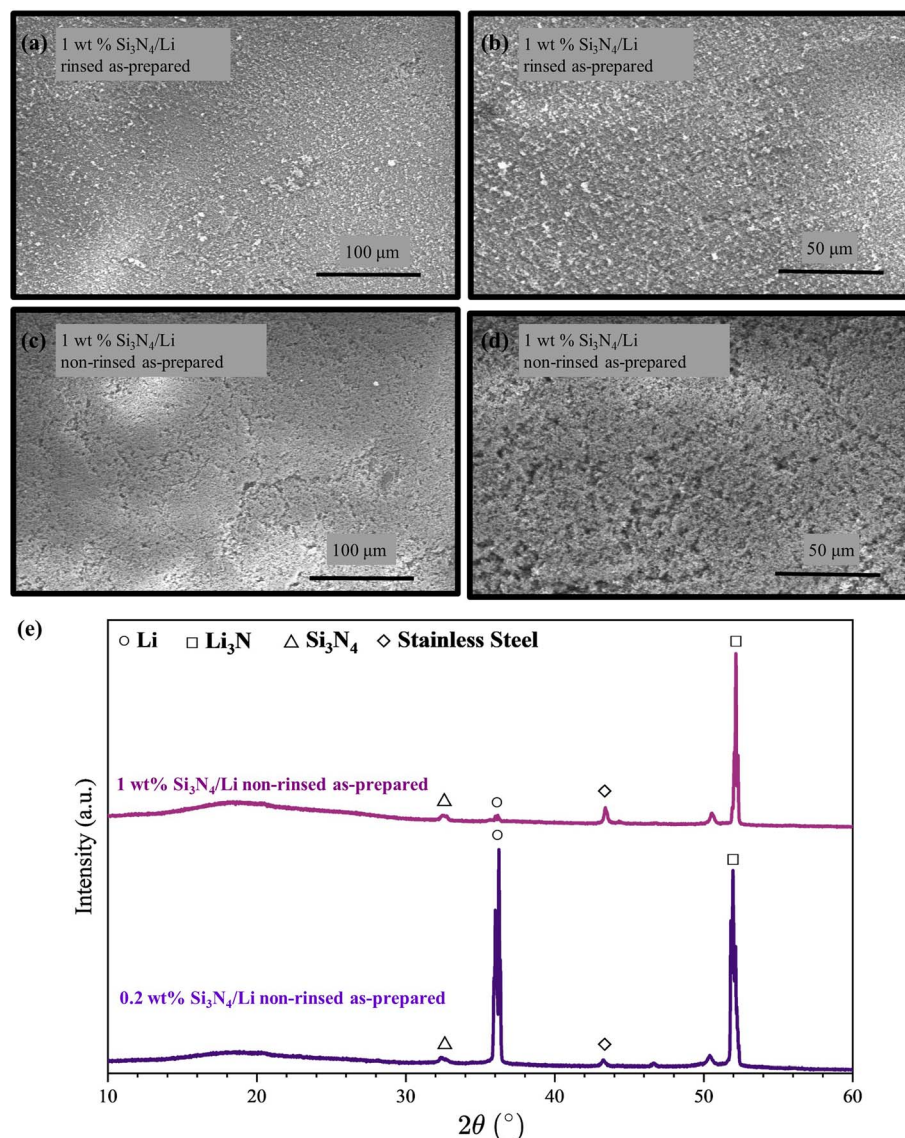 (a) 1 wt % Si₃N₄/Li
rinsed as-prepared
100 μm
(b) 1 wt % Si₃N₄/Li
rinsed as-prepared
50 μm
(c) 1 wt % Si₃N₄/Li
non-rinsed as-prepared
100 μm
(d) 1 wt % Si₃N₄/Li
non-rinsed as-prepared
50 μm
(e)
○ Li □ Li₃N △ Si₃N₄ ◇ Stainless Steel
1 wt% Si₃N₄/Li non-rinsed as-prepared
0.2 wt% Si₃N₄/Li non-rinsed as-prepared
Intensity (a.u.)
10 20 30 40 50 60
2θ (°)